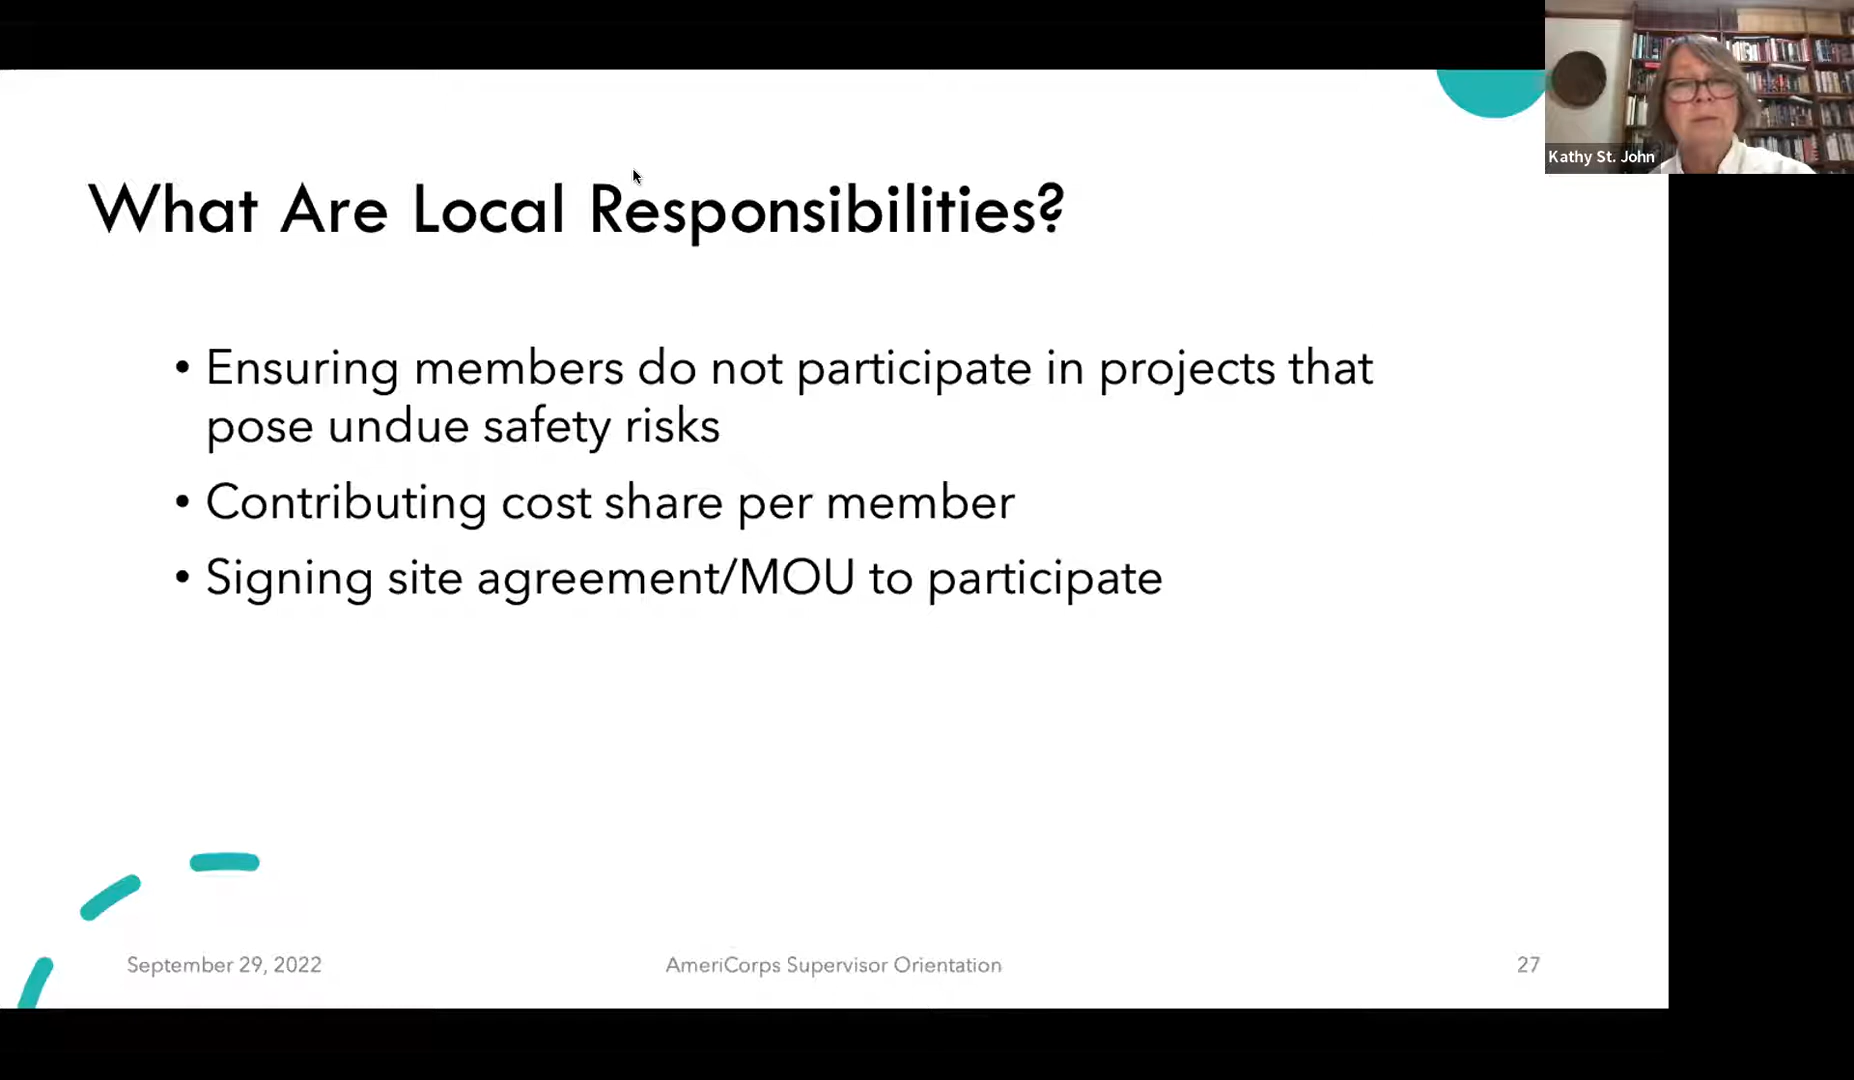 Kathy St. John
What Are Local Responsibilities?
• Ensuring members do not participate in projects that
pose undue safety risks
• Contributing cost share per member
• Signing site agreement/MOU to participate
September 29, 2022
AmeriCorps Supervisor Orientation
27